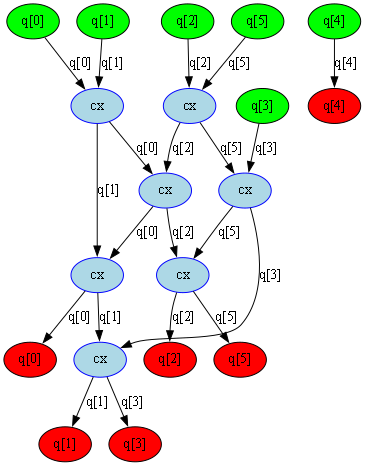 q[0] q[1] q[2] q[5] q[4]
q[0] q[1] q[2] q[5] q[4]
cx cx q[3] q[4]
q[0] q[2] q[5] q[3]
q[1] cx cx
q[0] q[2] q[5]
cx cx q[3]
q[0] q[1] q[2] q[5]
q[0] cx q[2] q[5]
q[1] q[3]
q[1] q[3]